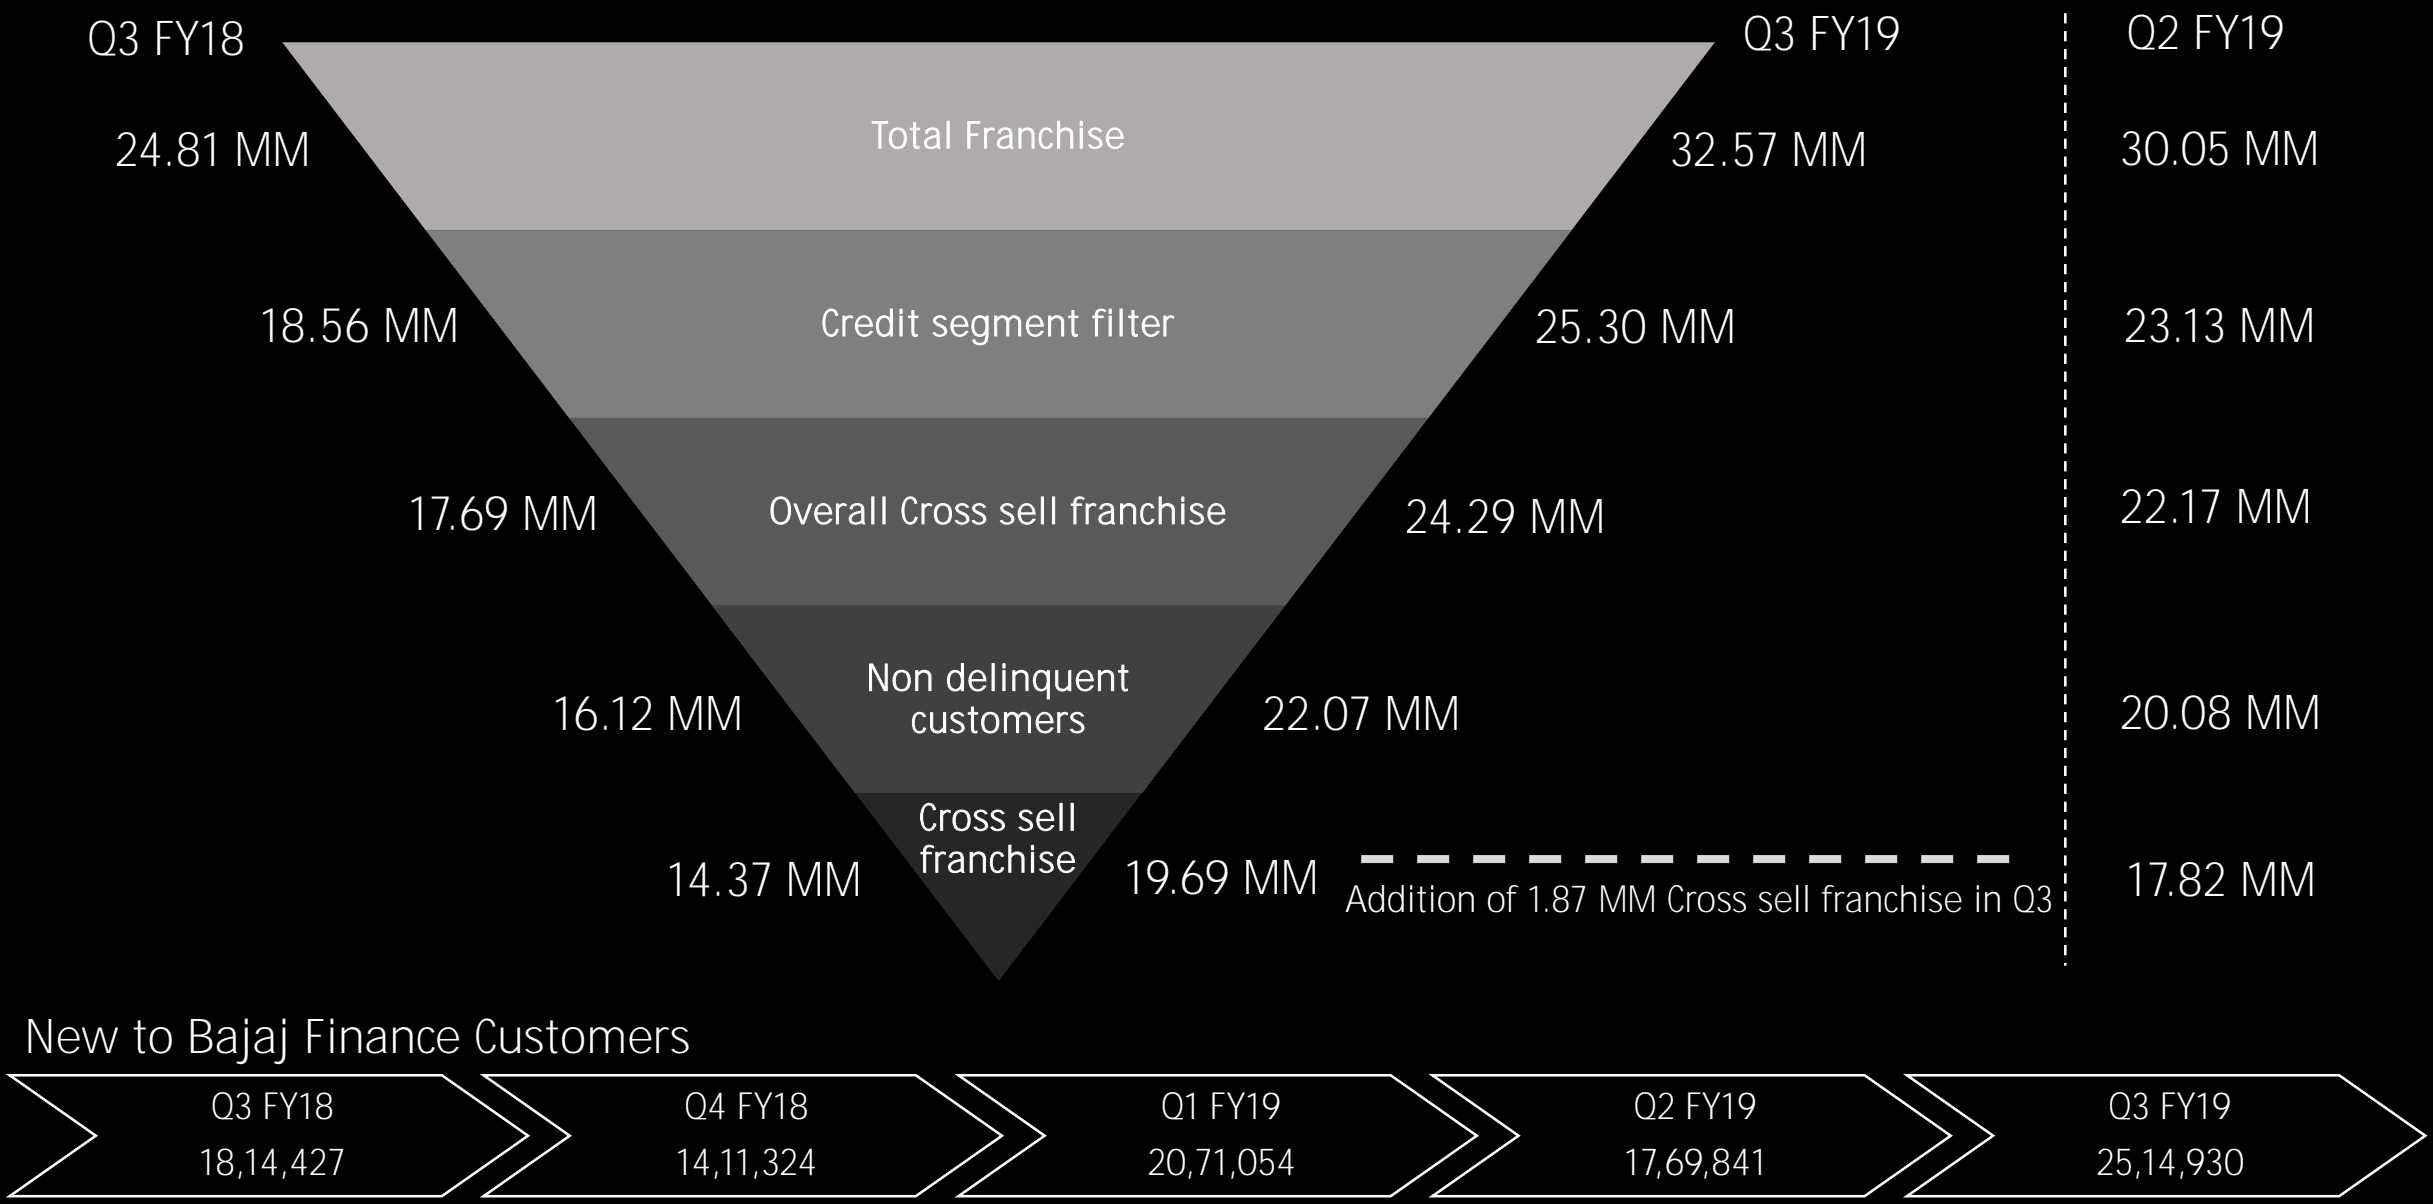 Q3 FY18
Q3 FY19
Q2 FY19
24.81 MM
Total Franchise
32.57 MM
30.05 MM
18.56 MM
Credit segment filter
25.30 MM
23.13 MM
17.69 MM
Overall Cross sell franchise
24.29 MM
22.17 MM
16.12 MM
Non delinquent
customers
22.07 MM
20.08 MM
14.37 MM
Cross sell
franchise
19.69 MM
Addition of 1.87 MM Cross sell franchise in Q3
17.82 MM
New to Bajaj Finance Customers
Q3 FY18
18,14,427
Q4 FY18
14,11,324
Q1 FY19
20,71,054
Q2 FY19
17,69,841
Q3 FY19
25,14,930